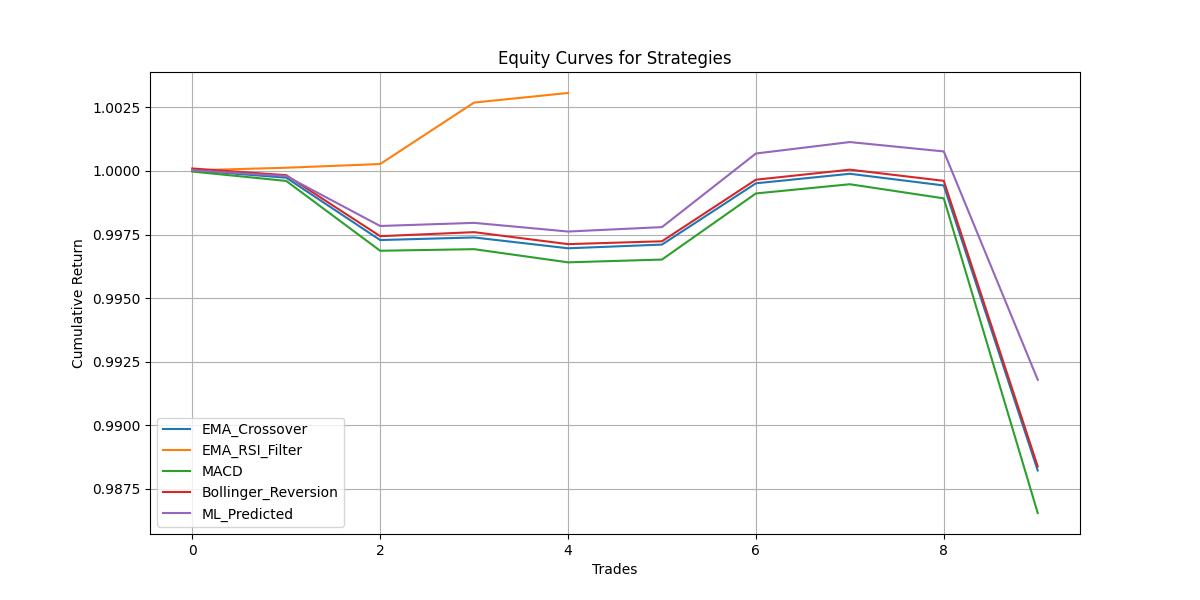 Equity Curves for Strategies
Cumulative Return
1.0025
1.0000
0.9975
0.9950
0.9925
0.9900
0.9875
EMA_Crossover
EMA_RSI_Filter
MACD
Bollinger_Reversion
ML_Predicted
0 2 4 6 8
Trades